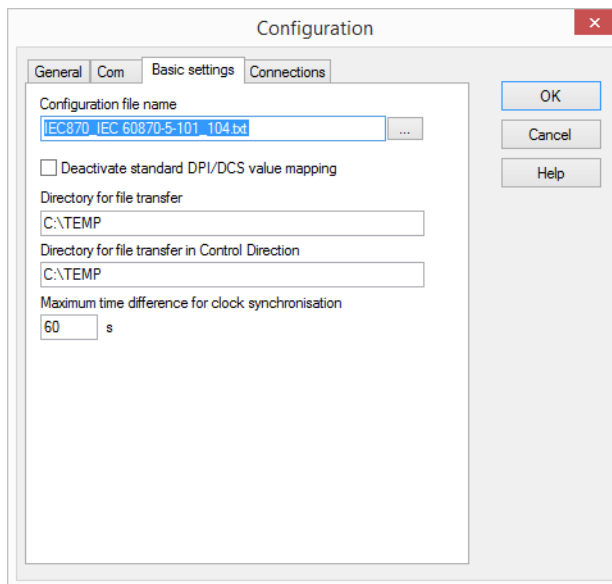 Configuration
General Com Basic settings Connections
Configuration file name
IEC870_IEC 60870-5-101_104.txt
...
Deactivate standard DPI/DCS value mapping
Directory for file transfer
C:\TEMP
Directory for file transfer in Control Direction
C:\TEMP
Maximum time difference for clock synchronisation
60 s
OK
Cancel
Help